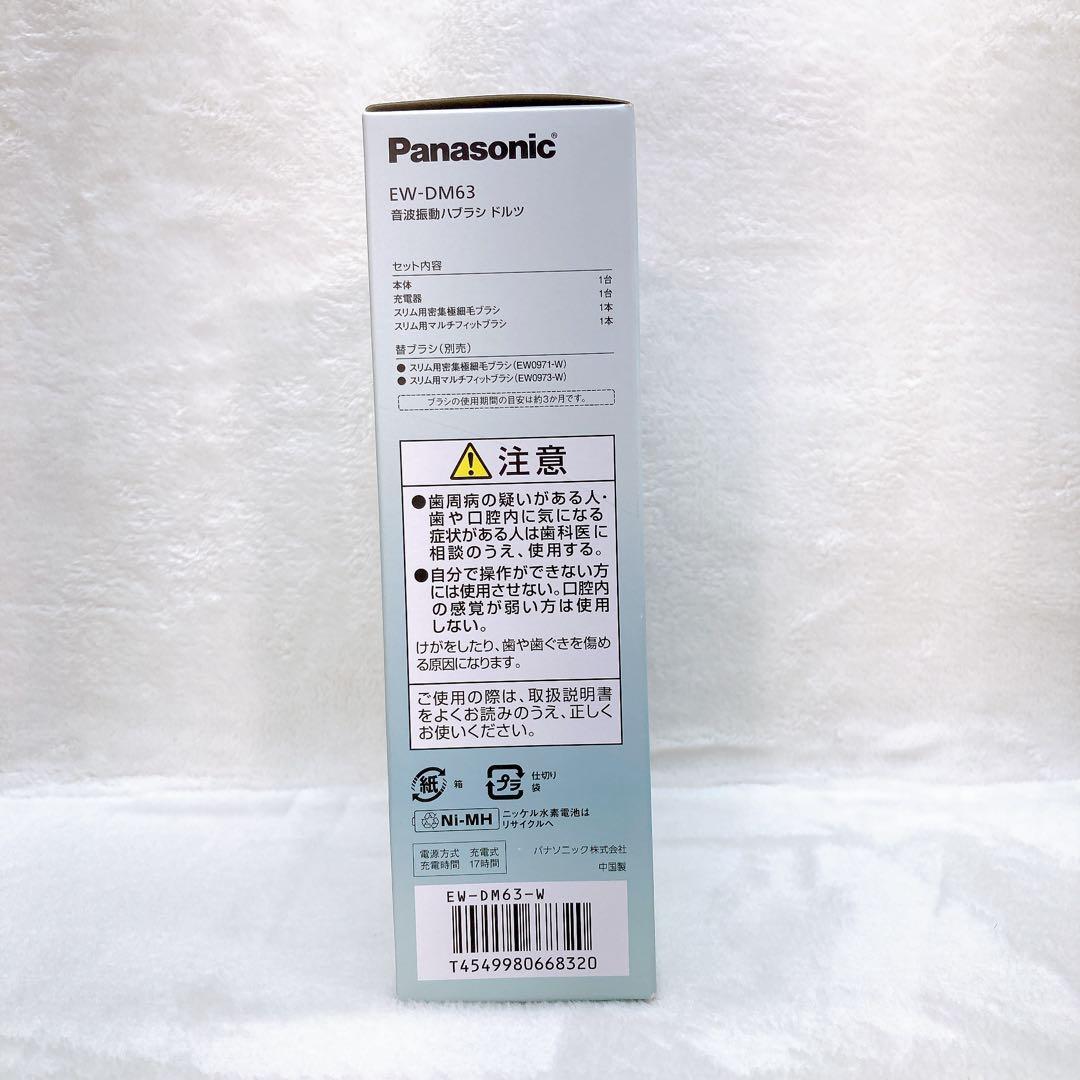 Panasonic®
EW-DM63
音波振動ハブラシ ドルツ
セット内容
本体 1台
充電器 1台
スリム用密集極細毛ブラシ 1本
スリム用マルチフィットブラシ 1本
替ブラシ(別売)
● スリム用密集極細毛ブラシ(EW0971-W)
● スリム用マルチフィットブラシ(EW0973-W)
ブラシの使用期間の目安は約3か月です。
注意
●歯周病の疑いがある人・
歯や口腔内に気になる
症状がある人は歯科医に
相談のうえ、使用する。
●自分で操作ができない方
には使用させない。口腔内
の感覚が弱い方は使用
しない。
けがをしたり、歯や歯ぐきを傷め
る原因になります。
ご使用の際は、取扱説明書
をよくお読みのうえ、正しく
お使いください。
紙 箱
プラ 仕切り
袋
Ni-MH ニッケル水素電池は
リサイクルへ
電源方式 充電式
充電時間 17時間
パナソニック株式会社
中国製
EW-DM63-W
T4549980668320